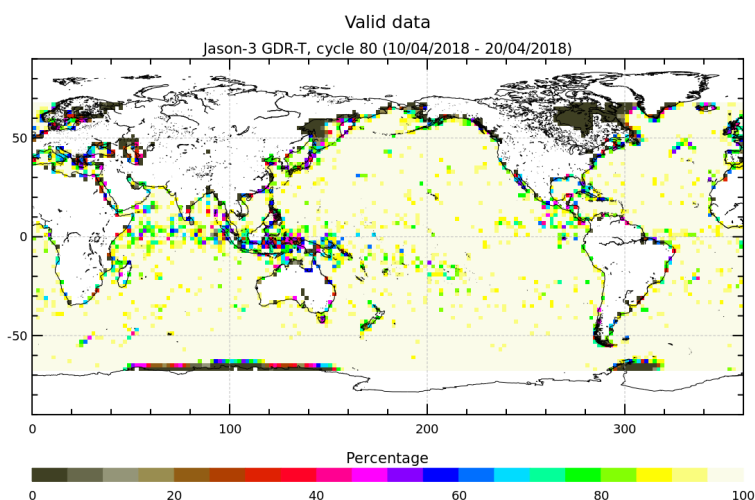 Valid data
Jason-3 GDR-T, cycle 80 (10/04/2018 - 20/04/2018)
50
0
-50
0 100 200 300
Percentage
0 20 40 60 80 100